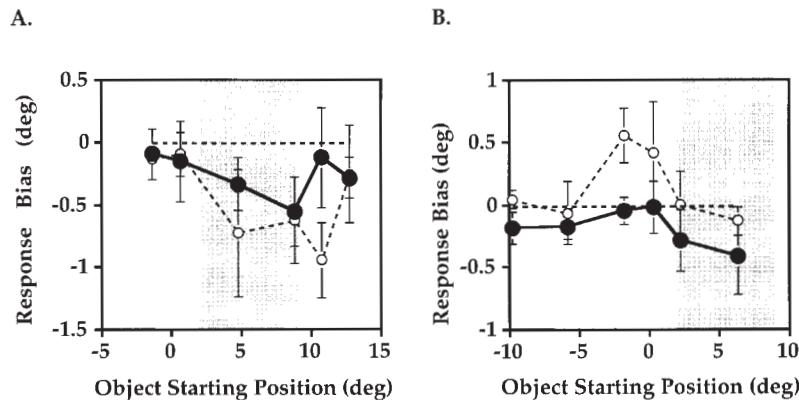 A.
B.
0.5
0
-0.5
-1
-1.5
-5 0 5 10 15
Response Bias (deg)
Object Starting Position (deg)
1
0.5
0
-0.5
-1
-10 -5 0 5 10
Response Bias (deg)
Object Starting Position (deg)